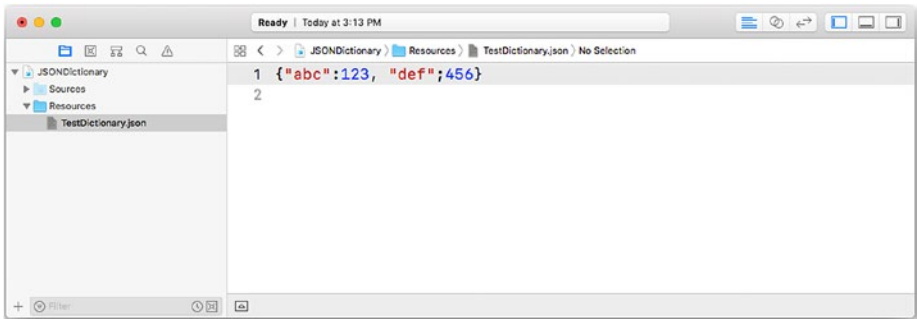 Ready | Today at 3:13 PM
JSONDictionary
Sources
Resources
TestDictionary.json
JSONDictionary 〉 Resources 〉 TestDictionary.json 〉 No Selection
1 {"abc":123, "def";456}
2
Filter